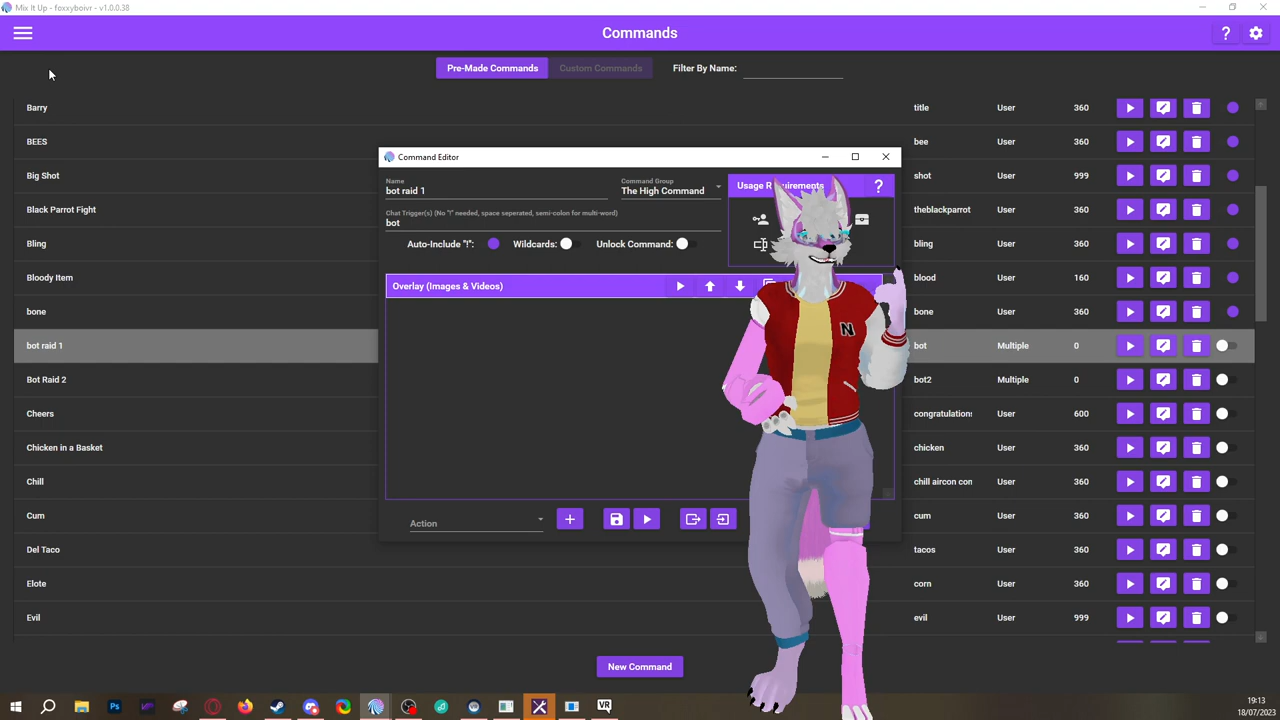 Mix It Up - foxxyboivr - v1.0.0.38
Commands
?
Pre-Made Commands
Custom Commands
Filter By Name:
Barry title User 360
BEES bee User 360
Big Shot shot User 999
Black Parrot Fight theblackparrot User 360
Bling bling User 360
Bloody Item blood User 160
bone bone User 360
bot raid 1 bot Multiple 0
Bot Raid 2 bot2 Multiple 0
Cheers congratulation User 600
Chicken in a Basket chicken User 360
Chill chill aircon con User 360
Cum cum User 360
Del Taco tacos User 360
Elote corn User 360
Evil evil User 999
Command Editor
Name
bot raid 1
Command Group
The High Command
Usage R uirements
?
Chat Trigger(s) (No "!" needed, space seperated, semi-colon for multi-word)
bot
Auto-Include "!":
Wildcards:
Unlock Command:
Overlay (Images & Videos)
N
Action
New Command
Ps
VR
19:13
18/07/2023